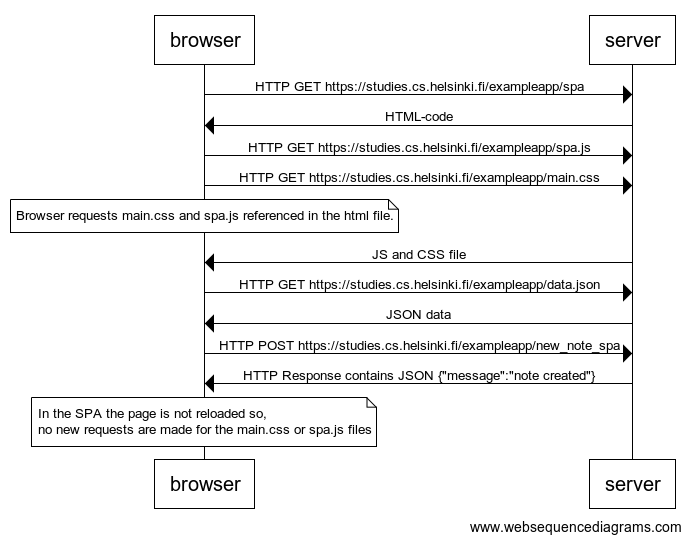 browser
server
HTTP GET https://studies.cs.helsinki.fi/exampleapp/spa
HTML-code
HTTP GET https://studies.cs.helsinki.fi/exampleapp/spa.js
HTTP GET https://studies.cs.helsinki.fi/exampleapp/main.css
Browser requests main.css and spa.js referenced in the html file.
JS and CSS file
HTTP GET https://studies.cs.helsinki.fi/exampleapp/data.json
JSON data
HTTP POST https://studies.cs.helsinki.fi/exampleapp/new_note_spa
HTTP Response contains JSON {"message":"note created"}
In the SPA the page is not reloaded so,
no new requests are made for the main.css or spa.js files
browser
server
www.websequencediagrams.com